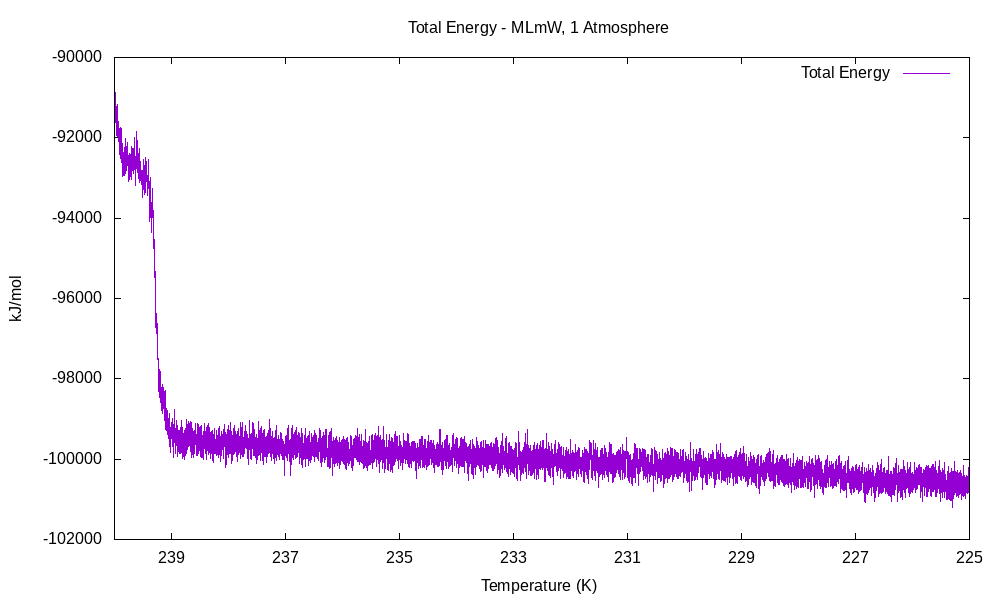 Total Energy - MLmW, 1 Atmosphere
-90000
Total Energy
-92000
-94000
-96000
kJ/mol
-98000
-100000
-102000
239 237 235 233 231 229 227 225
Temperature (K)